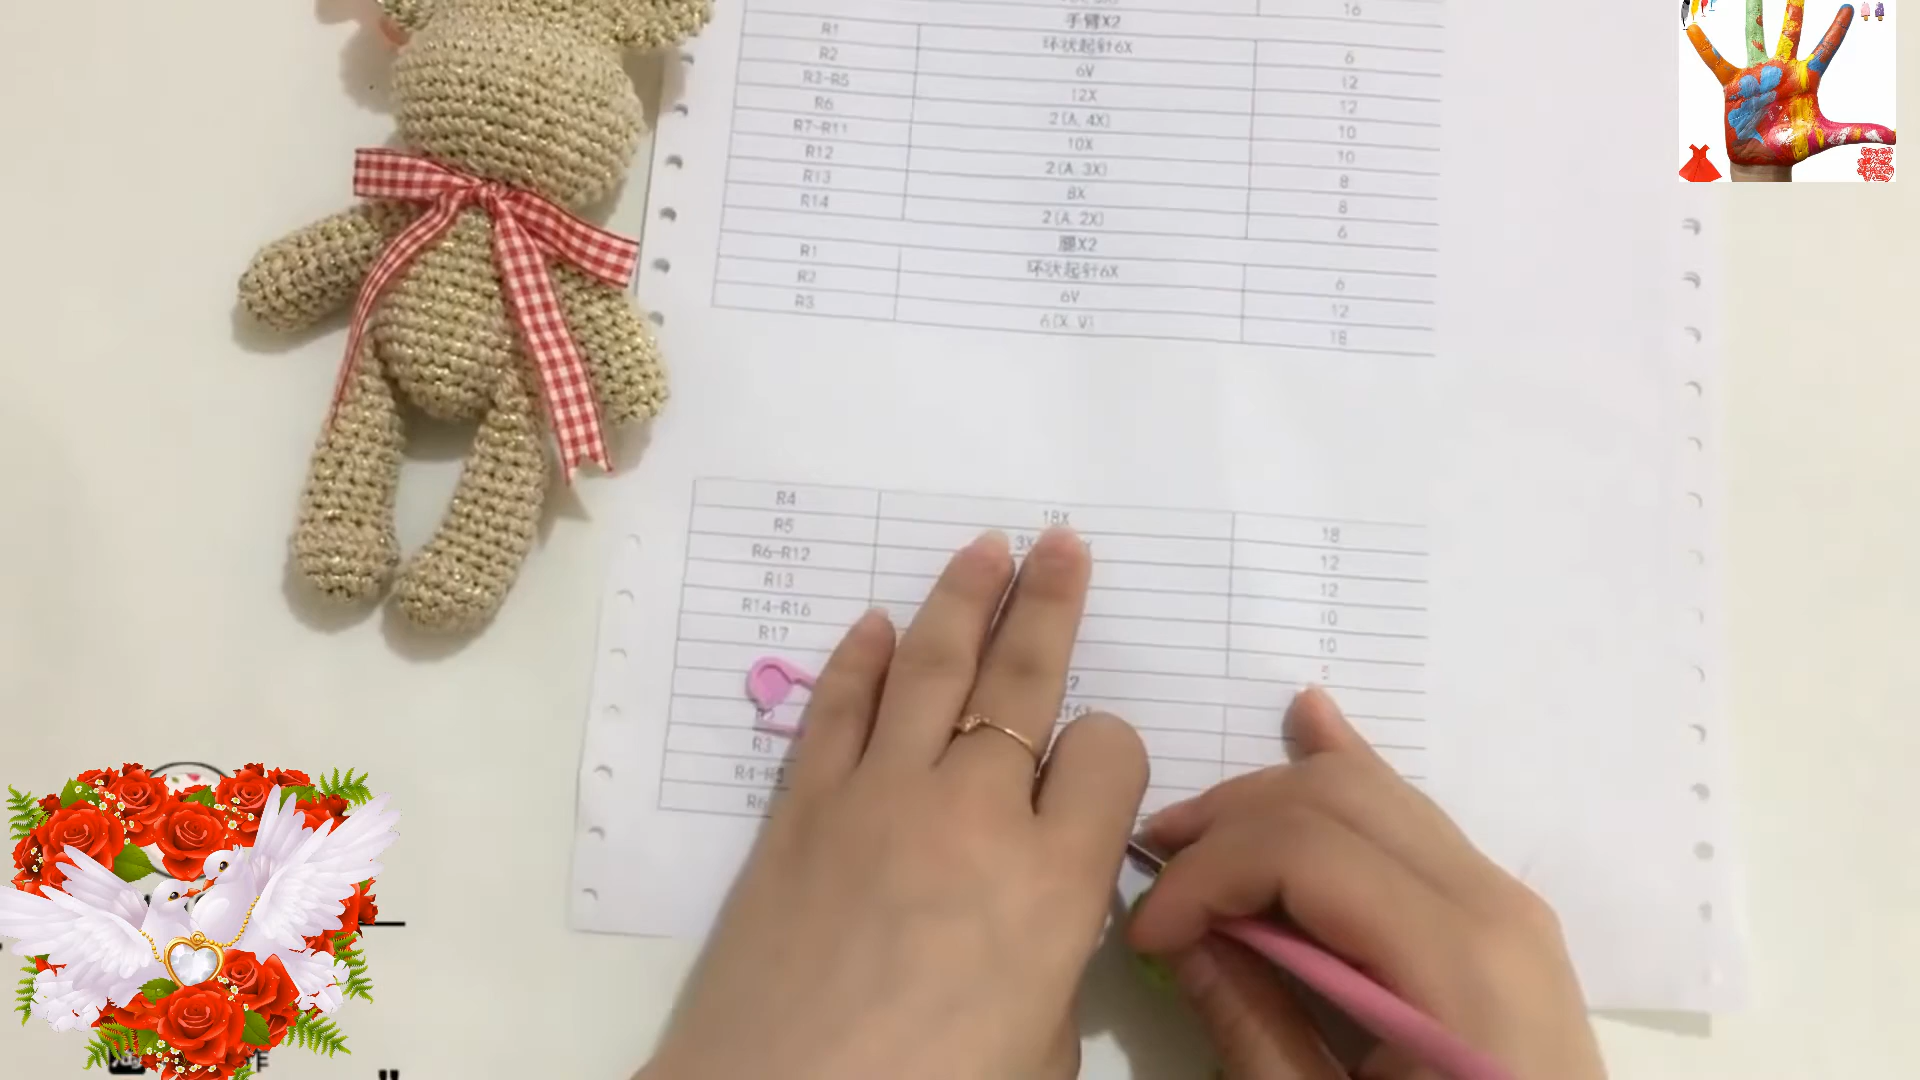 16
手臂X2
R1 环状起针6X 6
R2 6V 12
R3-R5 12X 12
R6 2(A, 4X) 10
R7-R11 10X 10
R12 2(A, 3X) 8
R13 8X 8
R14 2(A, 2X) 6
腿X2
R1 环状起针6X 6
R2 6V 12
R3 6(X, V) 18
R4 18X 18
R5 3X 12
R6-R12 12
R13 10
R14-R16 10
R17 5
R3
R6